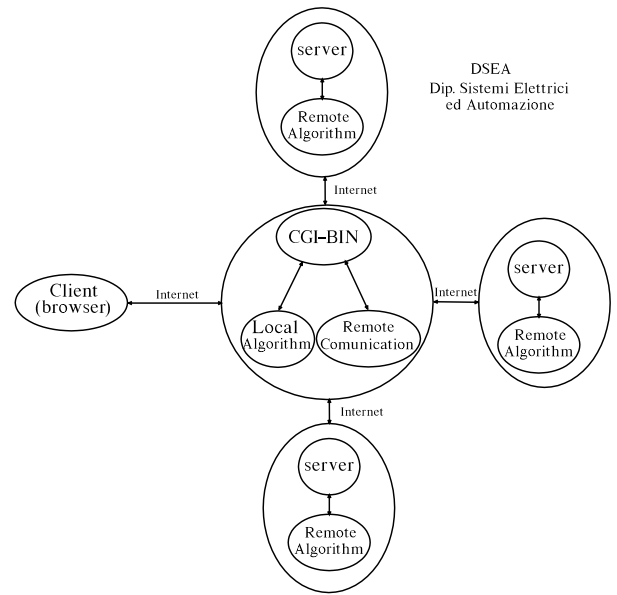 server
Remote
Algorithm
DSEA
Dip. Sistemi Elettrici
ed Automazione
Internet
CGI-BIN
Client
(browser)
Internet
Local
Algorithm
Remote
Comunication
Internet
server
Remote
Algorithm
Internet
server
Remote
Algorithm